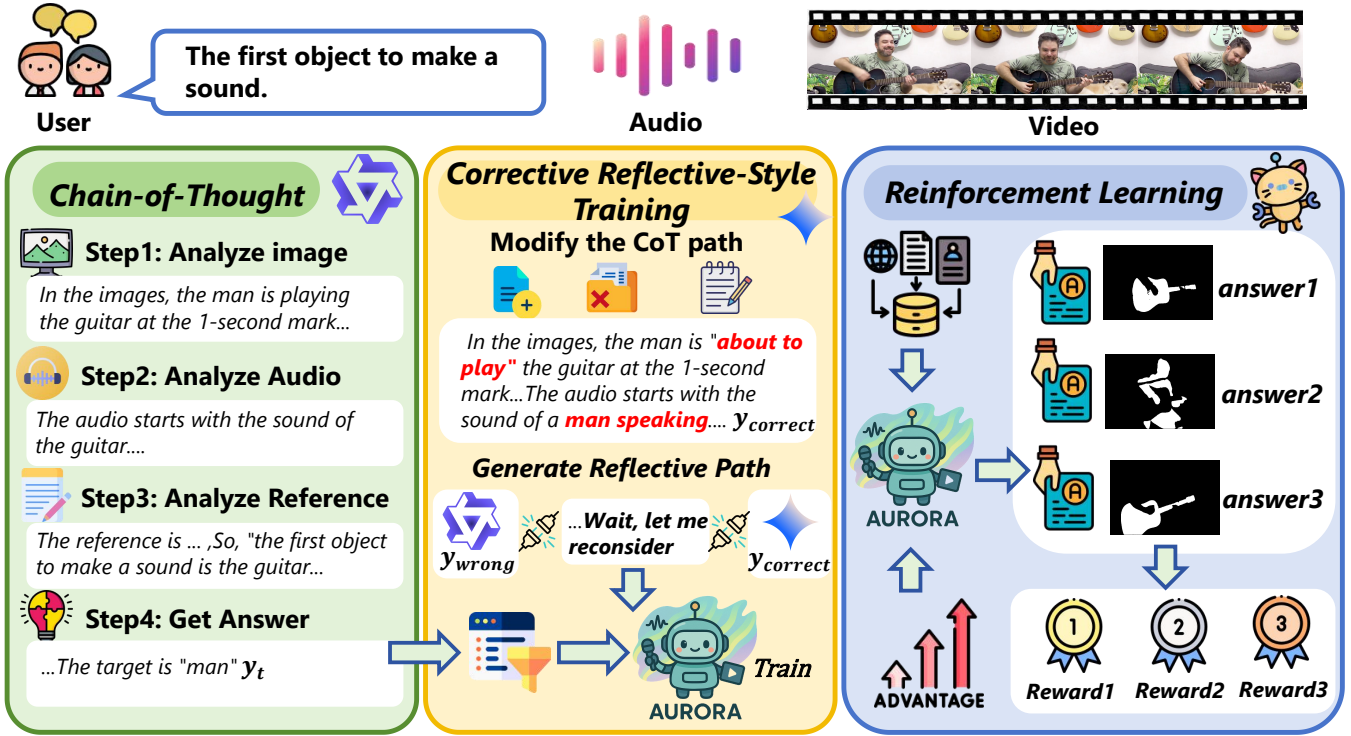 The first object to make a
sound.
User
Audio
Video
Chain-of-Thought
Step1: Analyze image
In the images, the man is playing
the guitar at the 1-second mark...
Step2: Analyze Audio
The audio starts with the sound of
the guitar....
Step3: Analyze Reference
The reference is ... ,So, "the first object
to make a sound is the guitar...
Step4: Get Answer
...The target is "man" yt
Corrective Reflective-Style
Training
Modify the CoT path
In the images, the man is "about to
play" the guitar at the 1-second
mark...The audio starts with the
sound of a man speaking.... ycorrect
Generate Reflective Path
ywrong
...Wait, let me
reconsider
ycorrect
Train
AURORA
Reinforcement Learning
A
answer1
A
answer2
A
answer3
AURORA
ADVANTAGE
1
2
3
Reward1
Reward2
Reward3